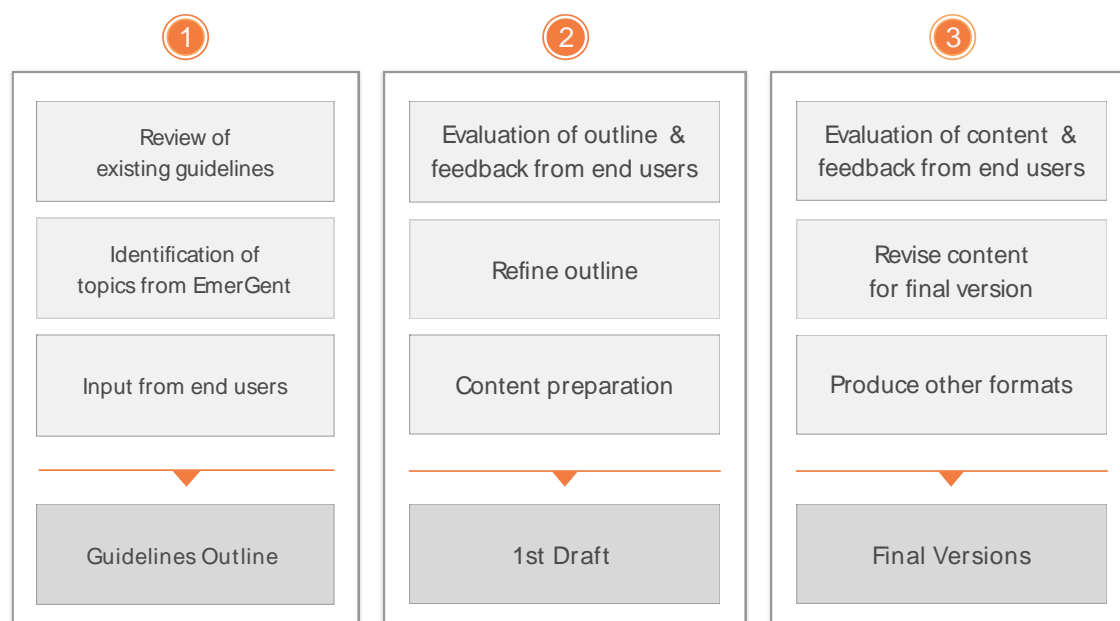 1
Review of
existing guidelines
Identification of
topics from EmerGent
Input from end users
Guidelines Outline
2
Evaluation of outline &
feedback from end users
Refine outline
Content preparation
1st Draft
3
Evaluation of content &
feedback from end users
Revise content
for final version
Produce other formats
Final Versions